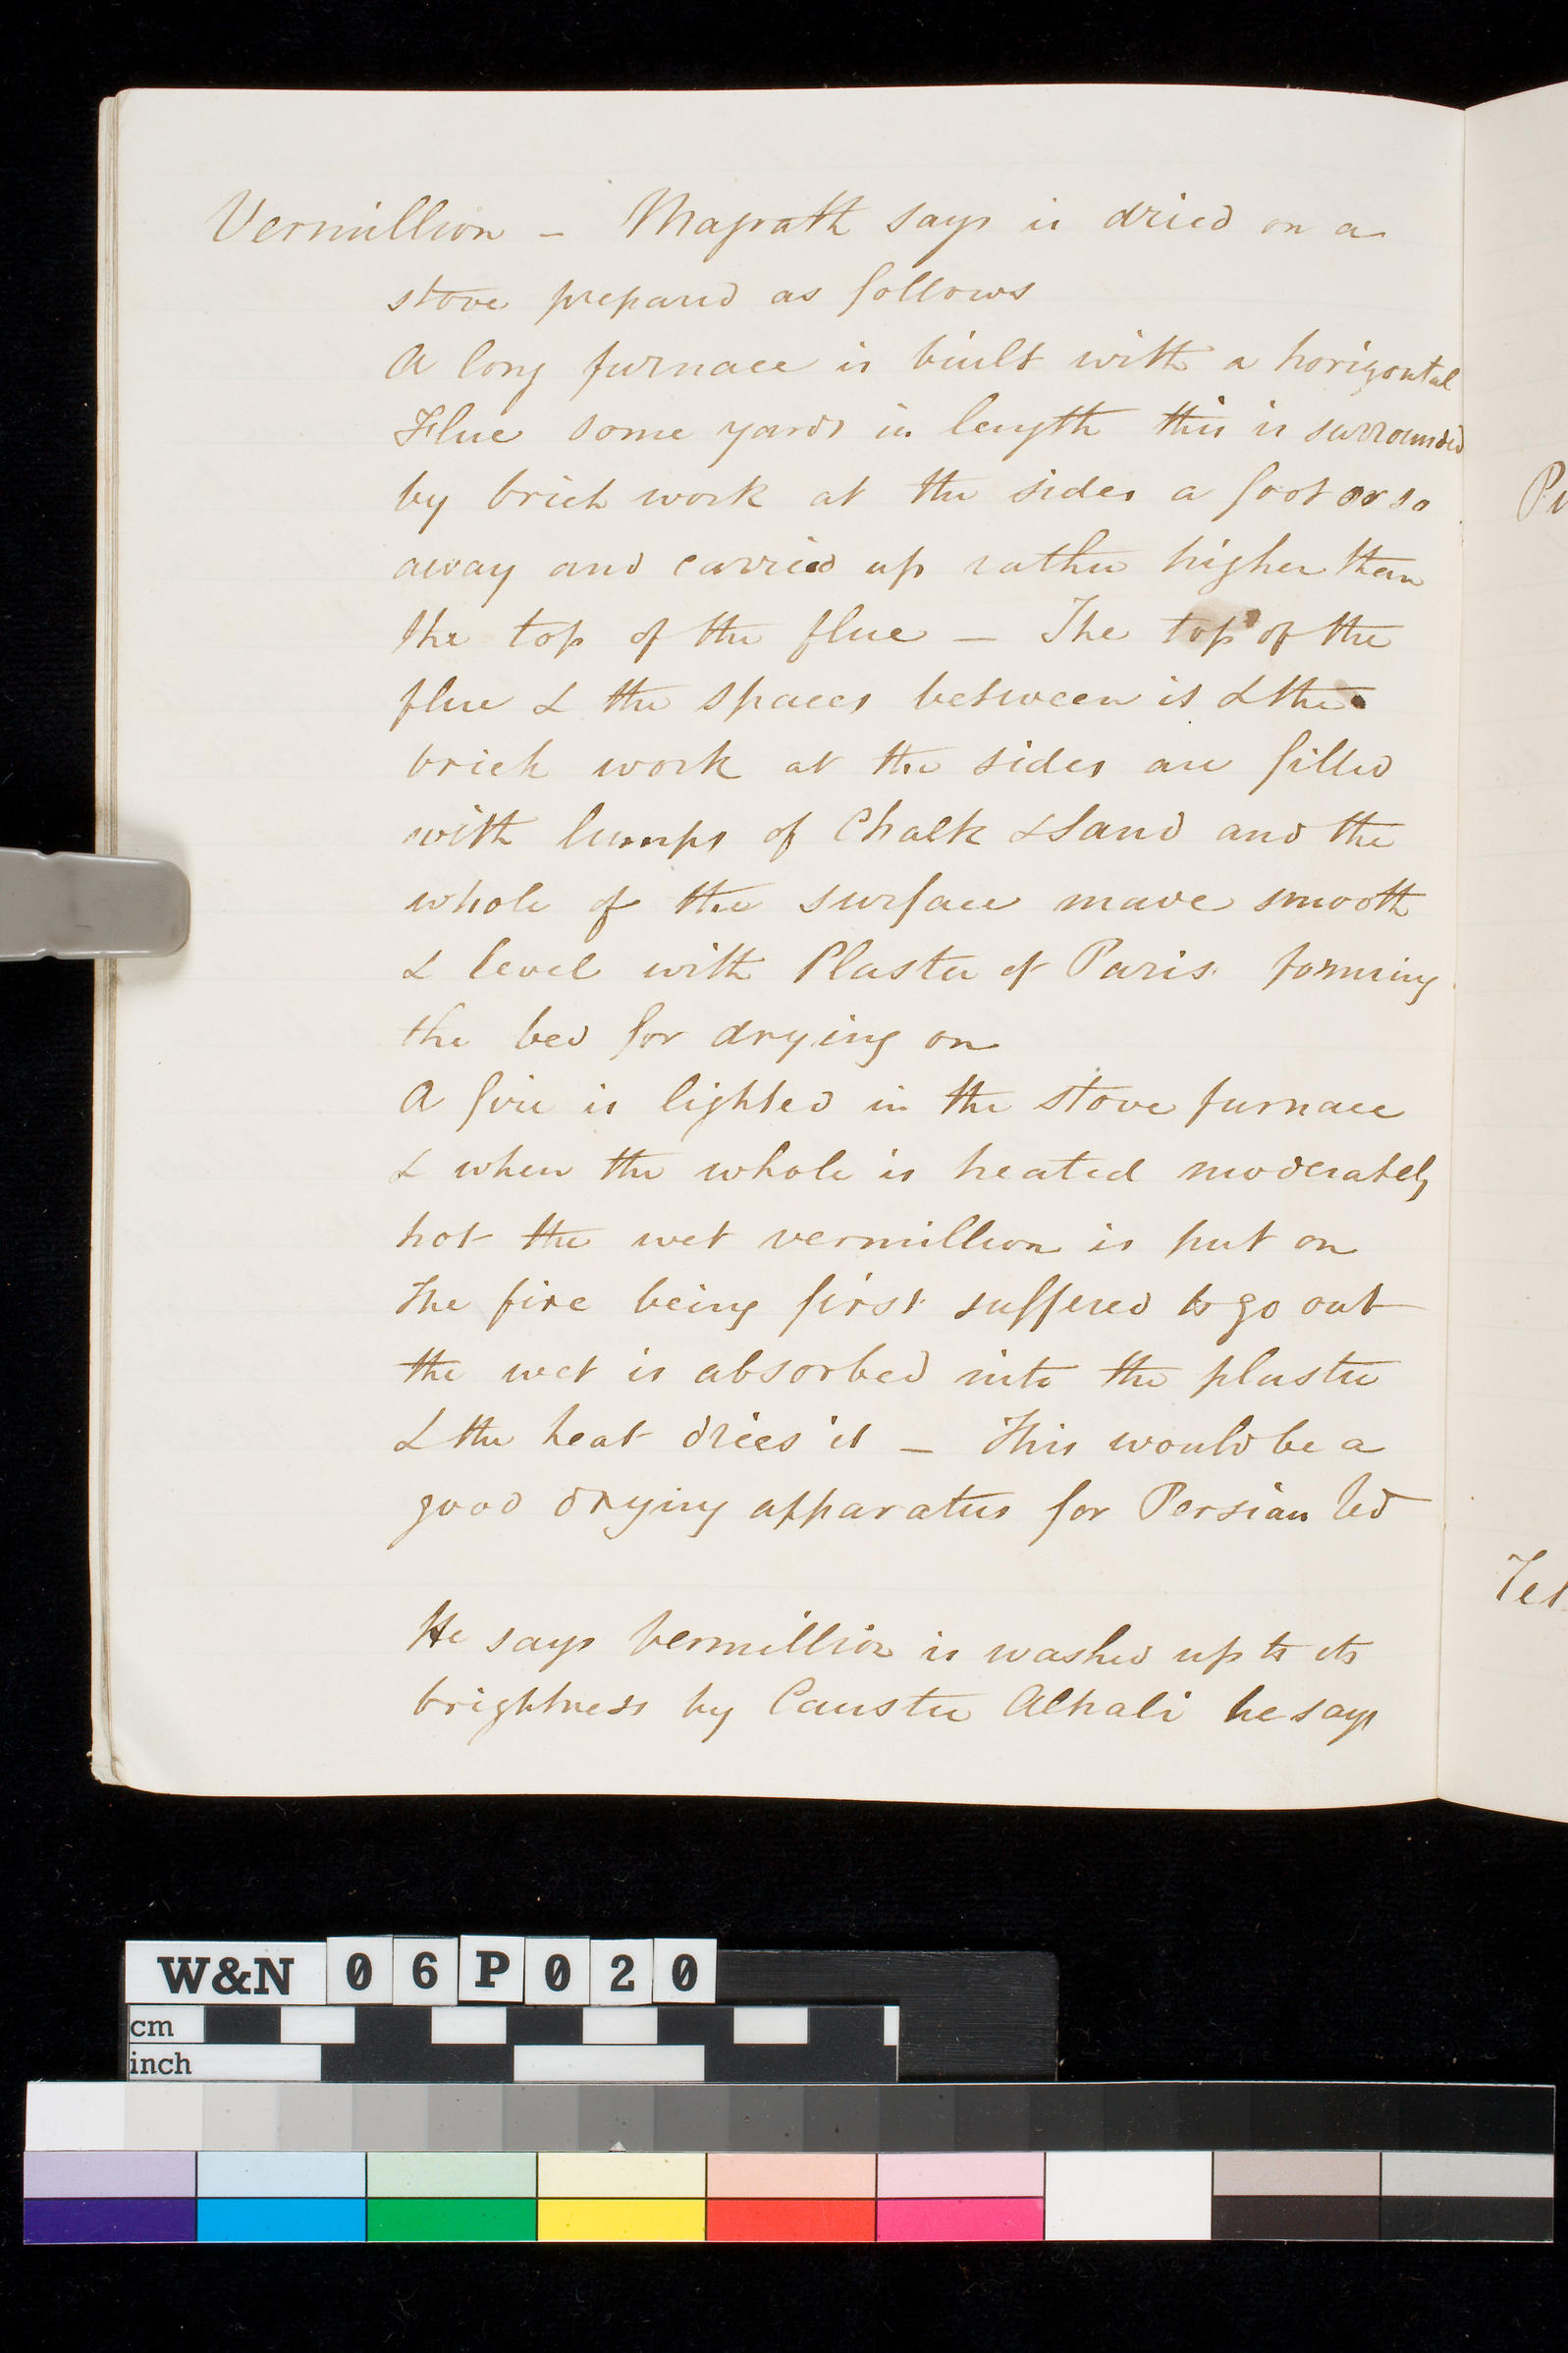 Vermillion – Magrath says is dried on a
stove prepared as follows
A long furnace is built with a horizontal
Flue some yards in length this is surrounded
by brick work at the sides a foot or so
away and carried up rather higher than
the top of the flue – The top of the
flue & the spaces between it & the
brick work at the sides are filled
with lumps of Chalk & Sand and the
whole of the surface made smooth
& level with Plaster of Paris forming
the bed for drying on
A fire is lighted in the stove furnace
& when the whole is heated moderately
hot the wet vermillion is put on
the fire being first suffered to go out
the wet is absorbed into the plaster
& the heat dries it – This would be a
good drying apparatus for Persian Red
He says Vermillion is washed up to its
brightness by Caustic Alkali he says
W&N 06P020
cm
inch